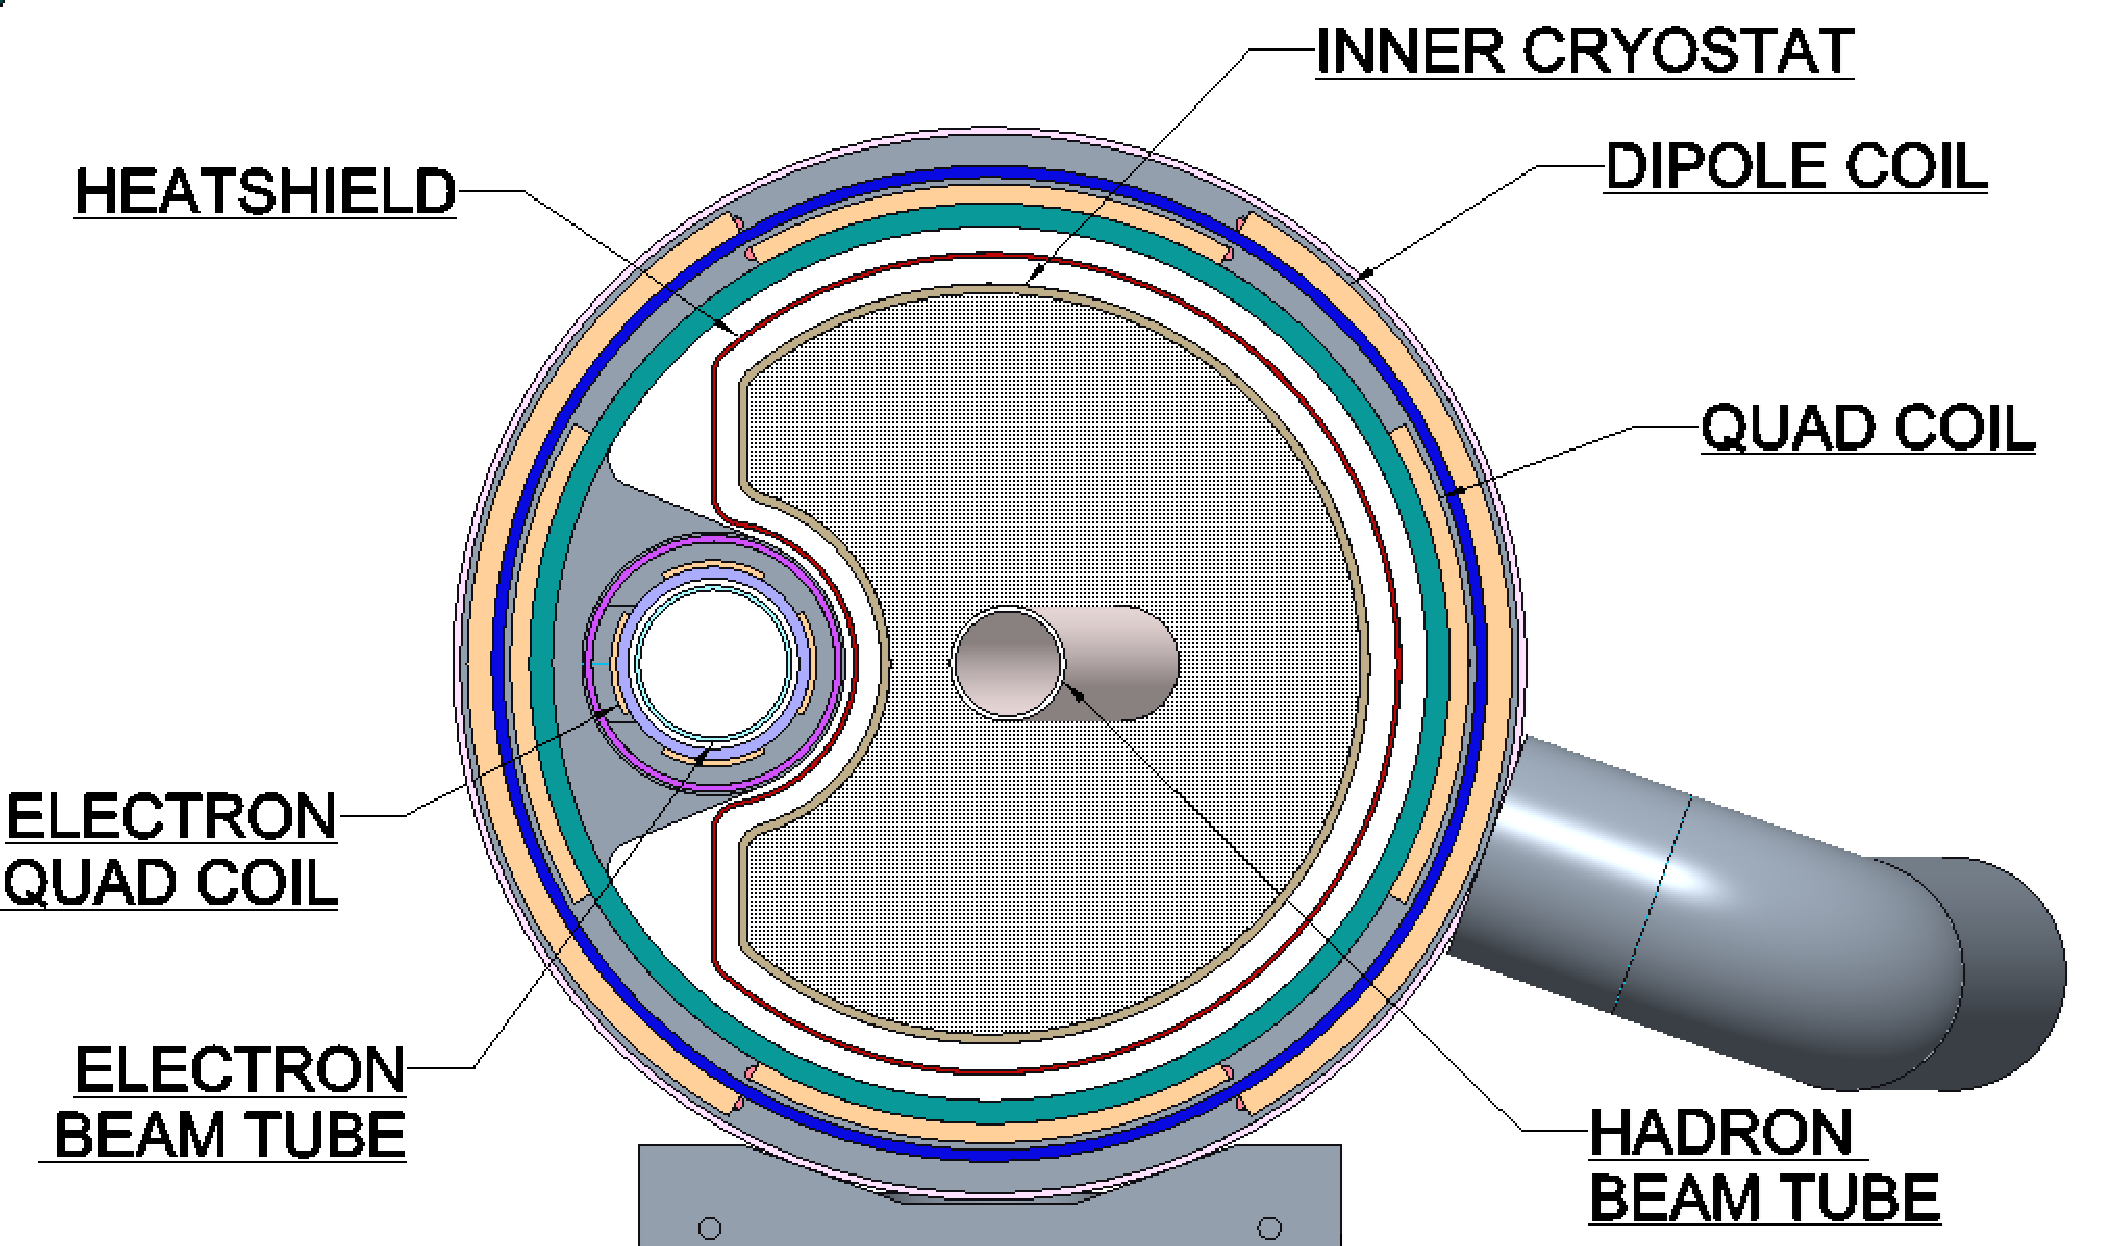 INNER CRYOSTAT
DIPOLE COIL
HEATSHIELD
QUAD COIL
ELECTRON
QUAD COIL
ELECTRON
BEAM TUBE
HADRON
BEAM TUBE